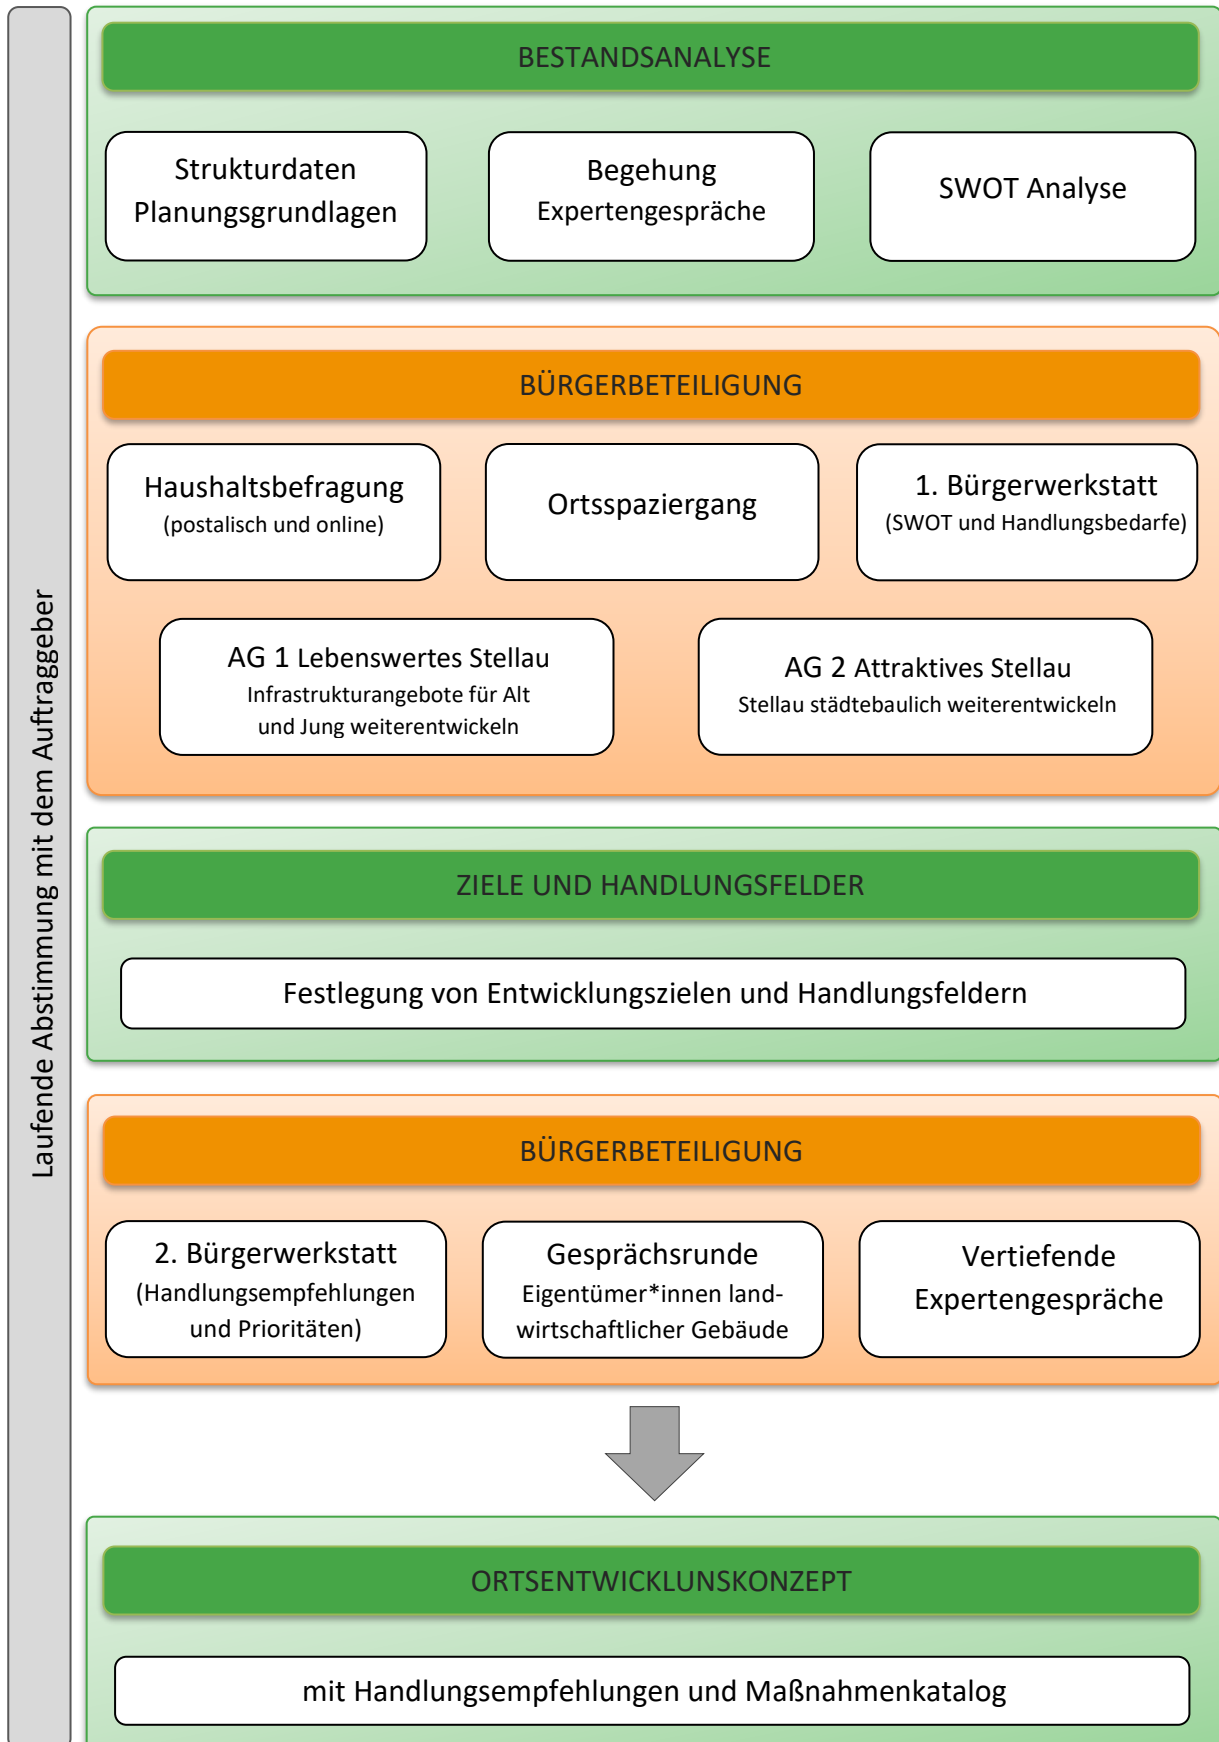 Laufende Abstimmung mit dem Auftraggeber
BESTANDSANALYSE
Strukturdaten
Planungsgrundlagen
Begehung
Expertengespräche
SWOT Analyse
BÜRGERBETEILIGUNG
Haushaltsbefragung
(postalisch und online)
Ortsspaziergang
1. Bürgerwerkstatt
(SWOT und Handlungsbedarfe)
AG 1 Lebenswertes Stellau
Infrastrukturangebote für Alt
und Jung weiterentwickeln
AG 2 Attraktives Stellau
Stellau städtebaulich weiterentwickeln
ZIELE UND HANDLUNGSFELDER
Festlegung von Entwicklungszielen und Handlungsfeldern
BÜRGERBETEILIGUNG
2. Bürgerwerkstatt
(Handlungsempfehlungen
und Prioritäten)
Gesprächsrunde
Eigentümer*innen land-
wirtschaftlicher Gebäude
Vertiefende
Expertengespräche
ORTSENTWICKLUNSKONZEPT
mit Handlungsempfehlungen und Maßnahmenkatalog